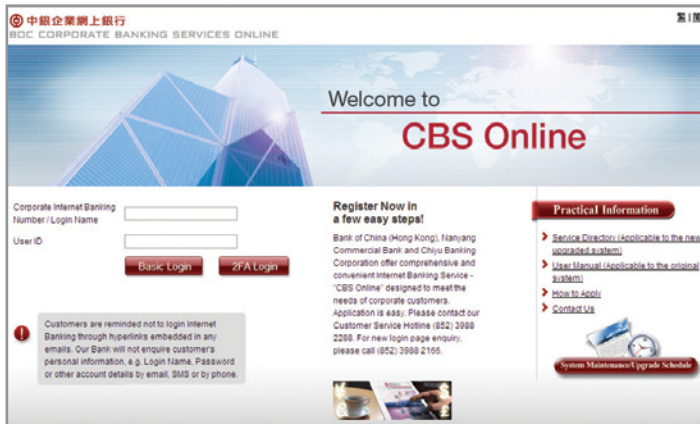 中銀企業網上銀行
BOC CORPORATE BANKING SERVICES ONLINE
繁 | 簡
Welcome to
CBS Online
Corporate Internet Banking
Number / Login Name
User ID
Basic Login
2FA Login
Customers are reminded not to login Internet
Banking through hyperlinks embedded in any
emails. Our Bank will not enquire customer's
personal information, e.g. Login Name, Password
or other account details by email, SMS or by phone.
Register Now in
a few easy steps!
Bank of China (Hong Kong), Nanyang
Commercial Bank and Chiyu Banking
Corporation offer comprehensive and
convenient Internet Banking Service -
"CBS Online" designed to meet the
needs of corporate customers.
Application is easy. Please contact our
Customer Service Hotline (852) 3988
2288. For new login page enquiry,
please call (852) 3988 2166.
Practical Information
Service Directory (Applicable to the new
upgraded system)
User Manual (Applicable to the original
system)
How to Apply
Contact Us
System Maintenance/Upgrade Schedule